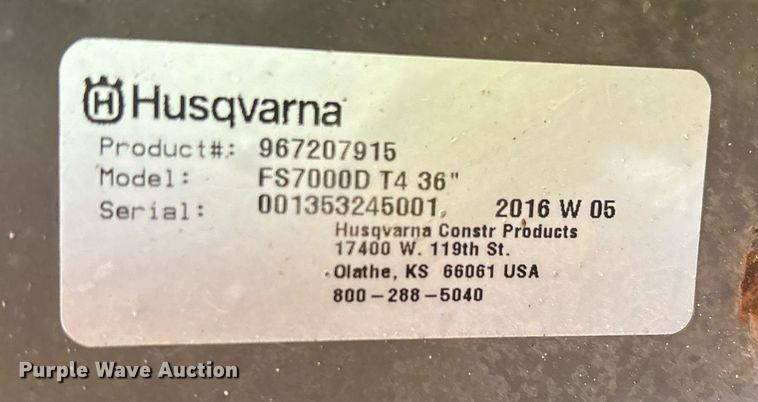 Husqvarna
Product#: 967207915
Model: FS7000D T4 36"
Serial: 001353245001, 2016 W 05
Husqvarna Constr Products
17400 W. 119th St.
Olathe, KS 66061 USA
800-288-5040
Purple Wave Auction